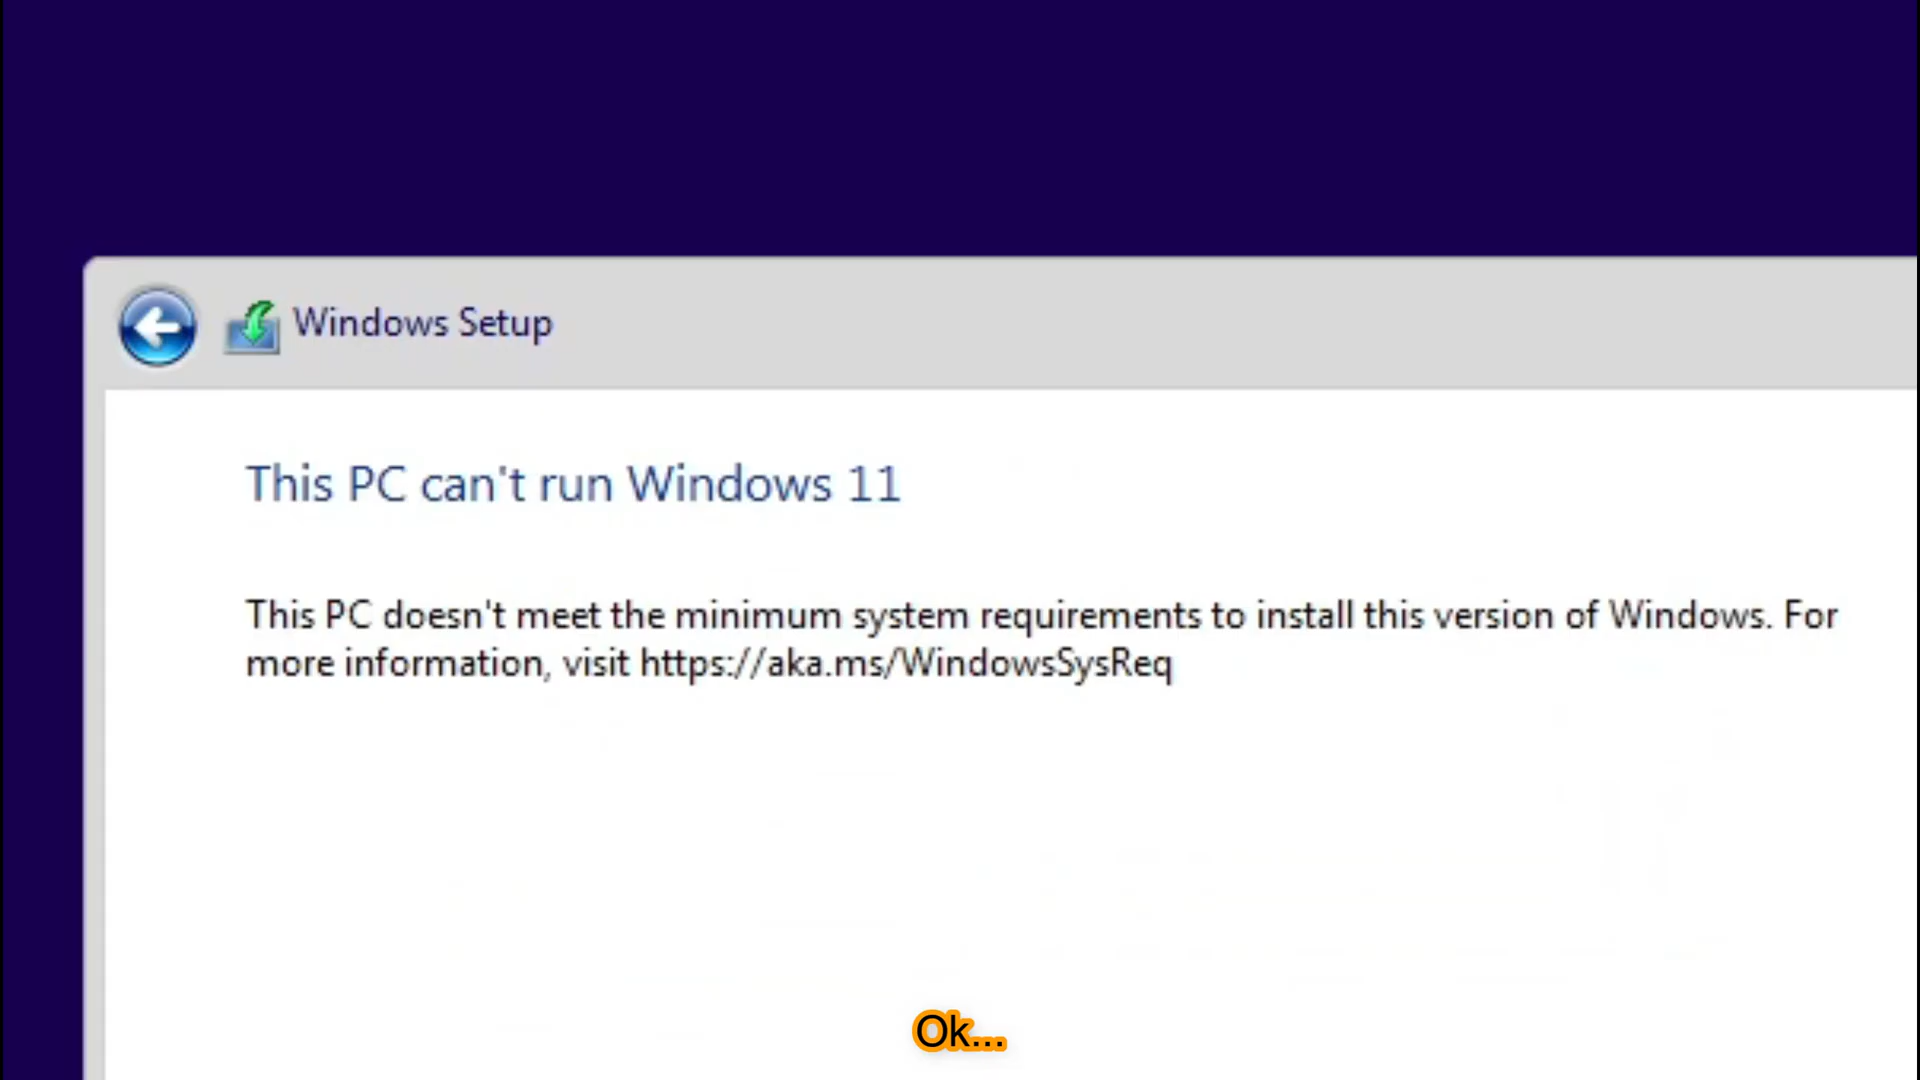 Windows Setup
This PC can't run Windows 11
This PC doesn't meet the minimum system requirements to install this version of Windows. For
more information, visit https://aka.ms/WindowsSysReq
Ok...